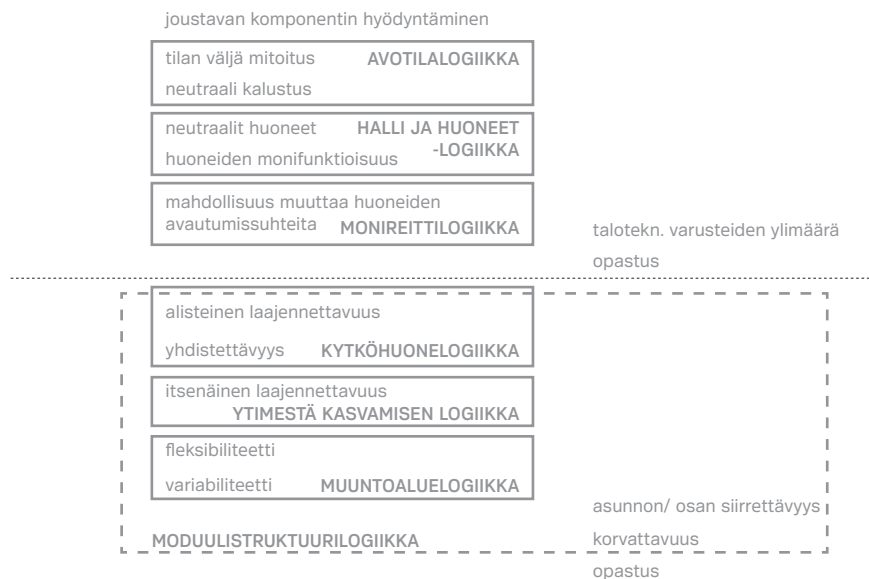 joustavan komponentin hyödyntäminen
tilan väljä mitoitus AVOTILALOGIIKKA
neutraali kalustus
neutraalit huoneet HALLI JA HUONEET
-LOGIIKKA
huoneiden monifunktioisuus
mahdollisuus muuttaa huoneiden
avautumissuhteita MONIREITTILOGIIKKA
talotekn. varusteiden ylimäärä
opastus
alisteinen laajennettavuus
yhdistettävyys KYTKÖHUONELOGIIKKA
itsenäinen laajennettavuus
YTIMESTÄ KASVAMISEN LOGIIKKA
fleksibiliteetti
variabiliteetti MUUNTOALUELOGIIKKA
asunnon/ osan siirrettävyys
MODUULISTRUKTUURILOGIIKKA korvattavuus
opastus